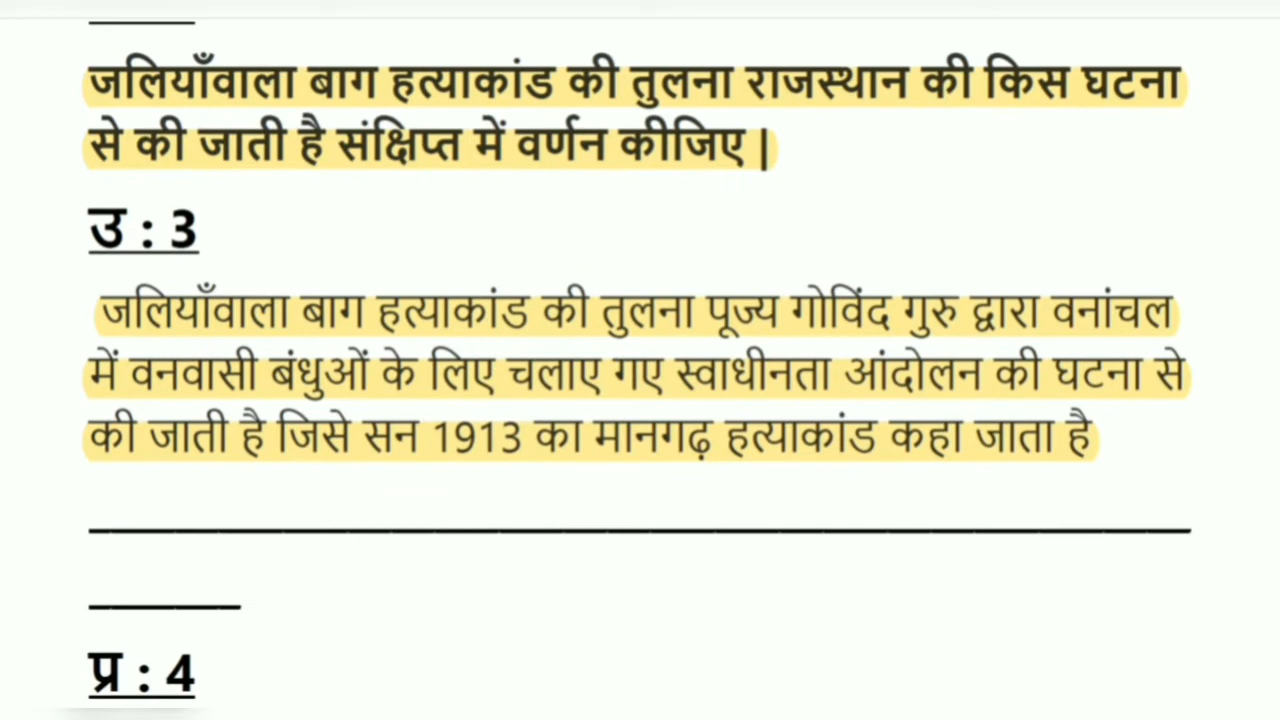 जलियाँवाला बाग हत्याकांड की तुलना राजस्थान की किस घटना
से की जाती है संक्षिप्त में वर्णन कीजिए |
उ : 3
जलियाँवाला बाग हत्याकांड की तुलना पूज्य गोविंद गुरु द्वारा वनांचल
में वनवासी बंधुओं के लिए चलाए गए स्वाधीनता आंदोलन की घटना से
की जाती है जिसे सन 1913 का मानगढ़ हत्याकांड कहा जाता है
प्र : 4